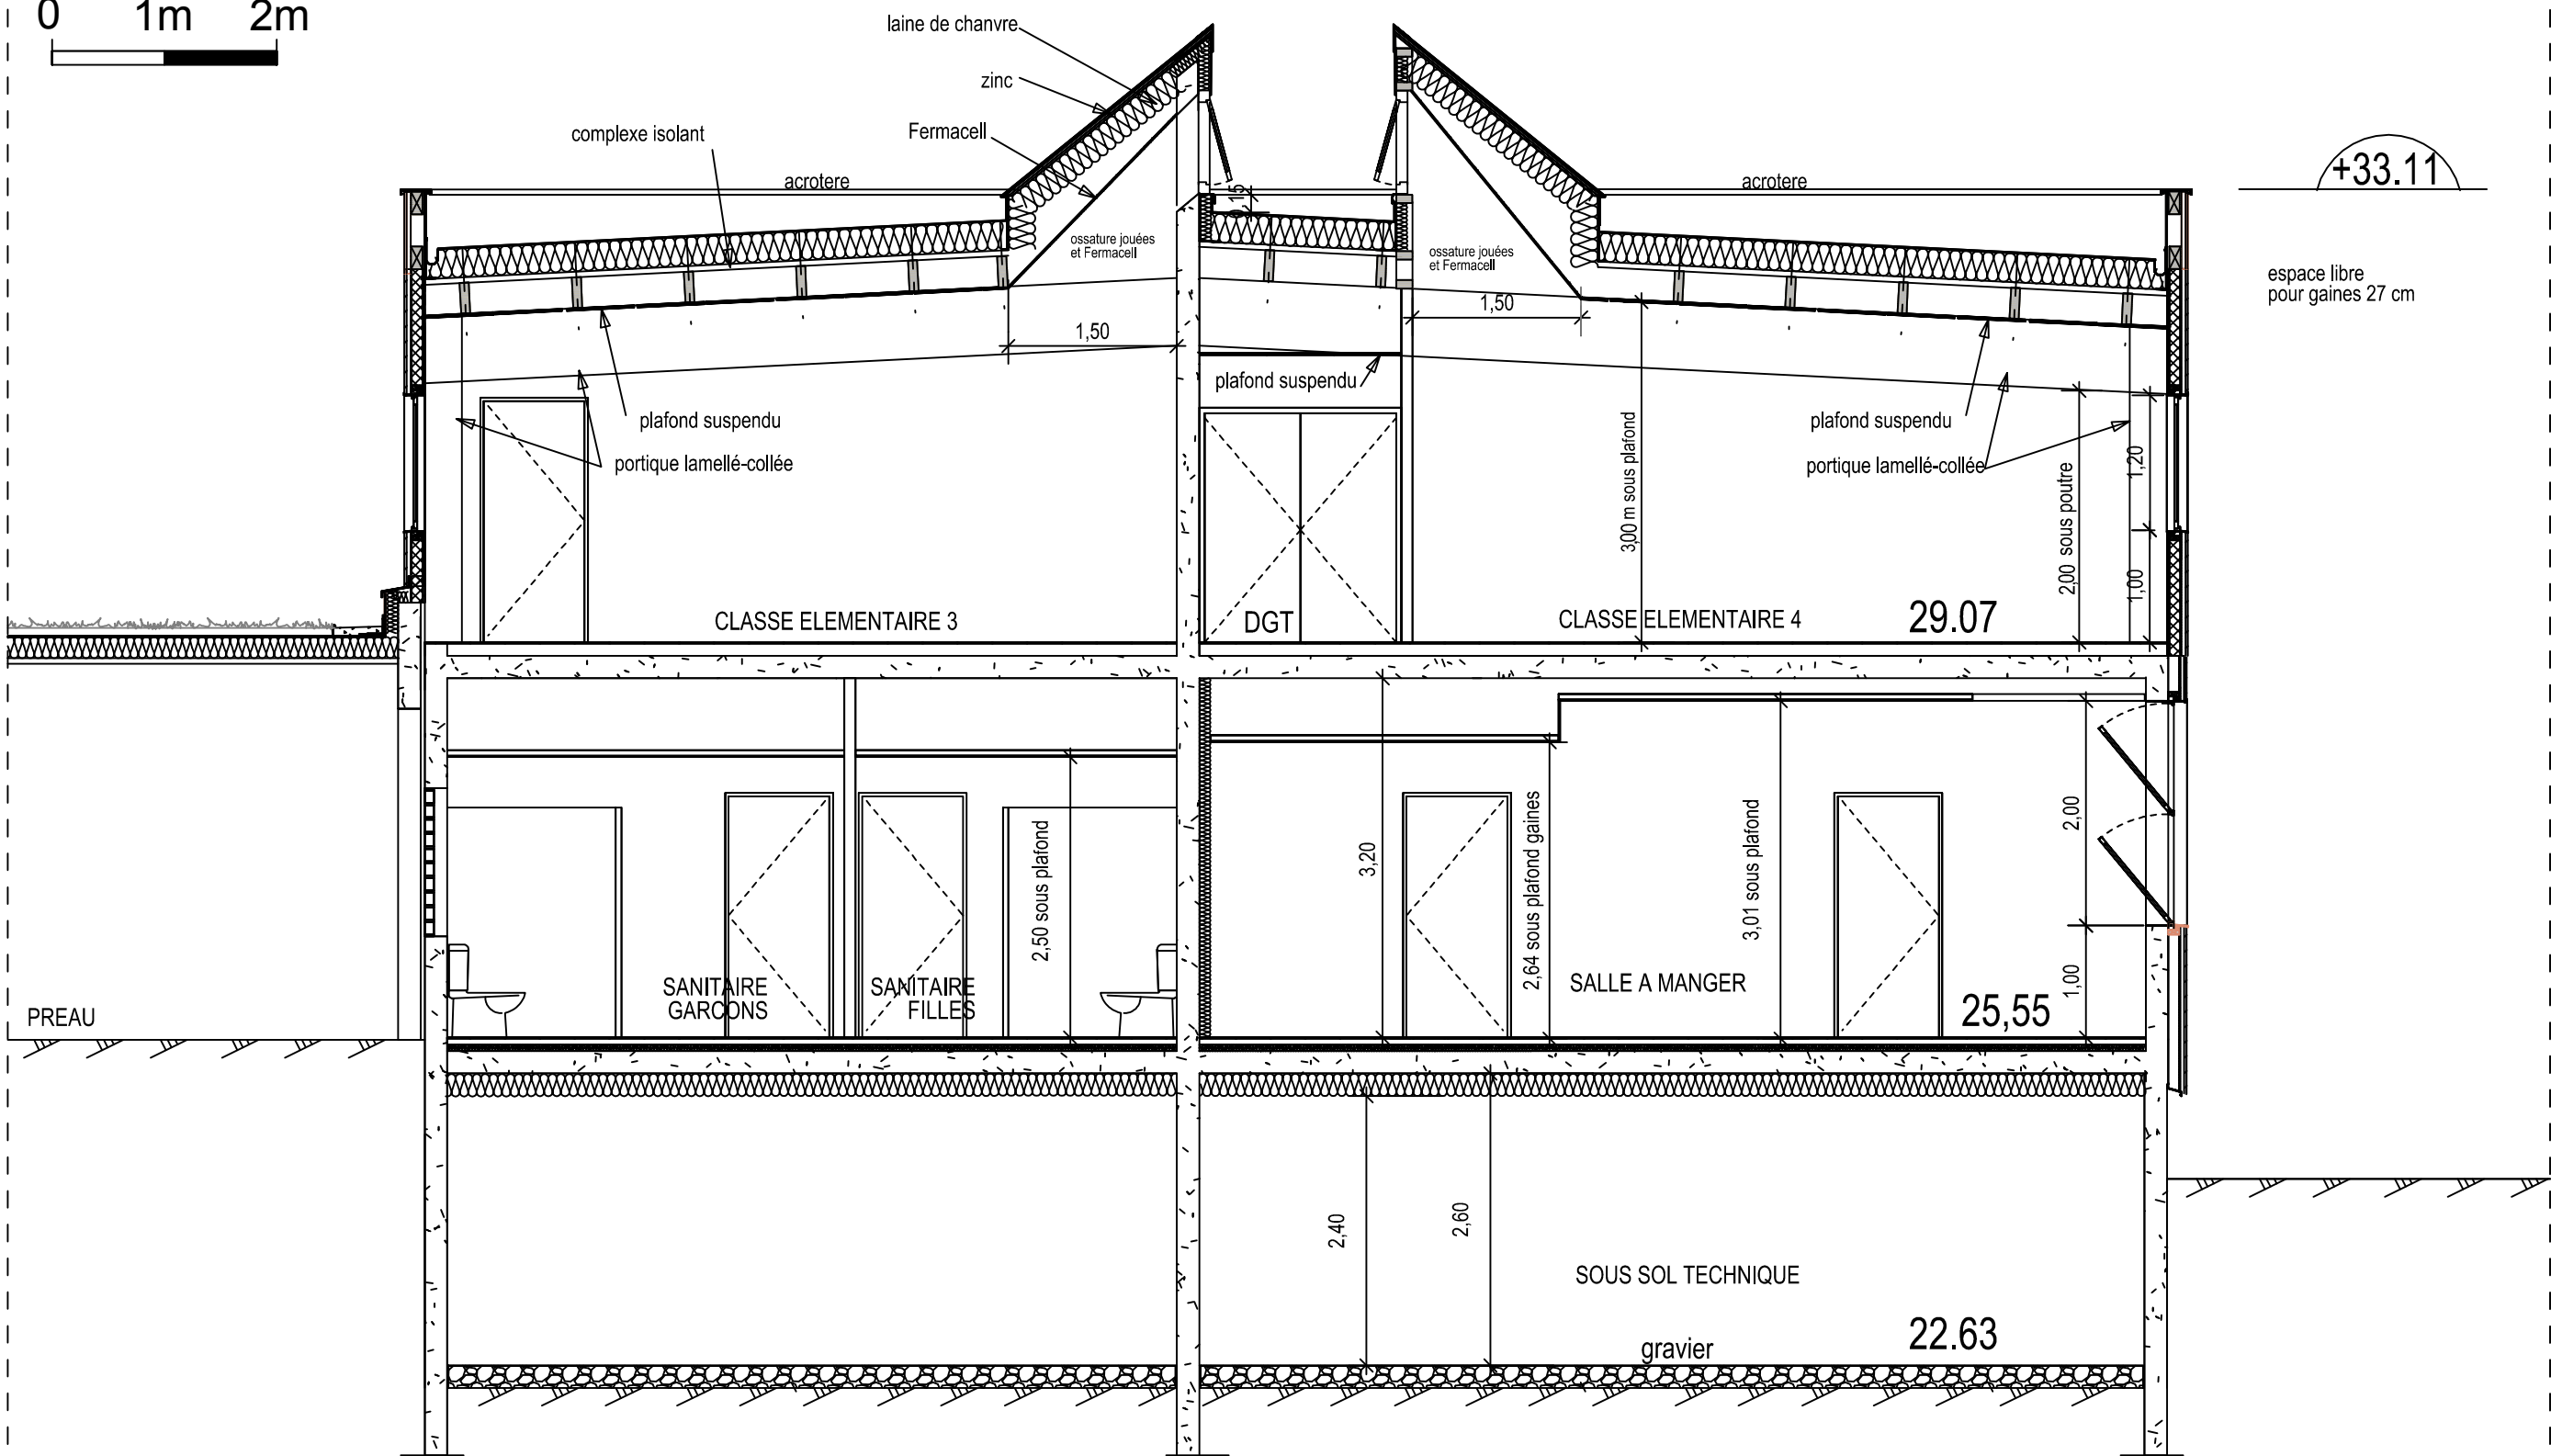 0 1m 2m
laine de chanvre
zinc
Fermacell
complexe isolant
acrotere
acrotere
+33.11
0,15
ossature jouées
et Fermacell
ossature jouées
et Fermacell
espace libre
pour gaines 27 cm
1,50
1,50
plafond suspendu
plafond suspendu
portique lamellé-collée
plafond suspendu
portique lamellé-collée
3,00 m sous plafond
2,00 sous poutre
1,20
1,00
CLASSE ELEMENTAIRE 3
DGT
CLASSE ELEMENTAIRE 4
29.07
2,50 sous plafond
3,20
2,64 sous plafond gaines
3,01 sous plafond
2,00
1,00
PREAU
SANITAIRE
GARCONS
SANITAIRE
FILLES
SALLE A MANGER
25,55
2,40
2,60
SOUS SOL TECHNIQUE
gravier
22.63